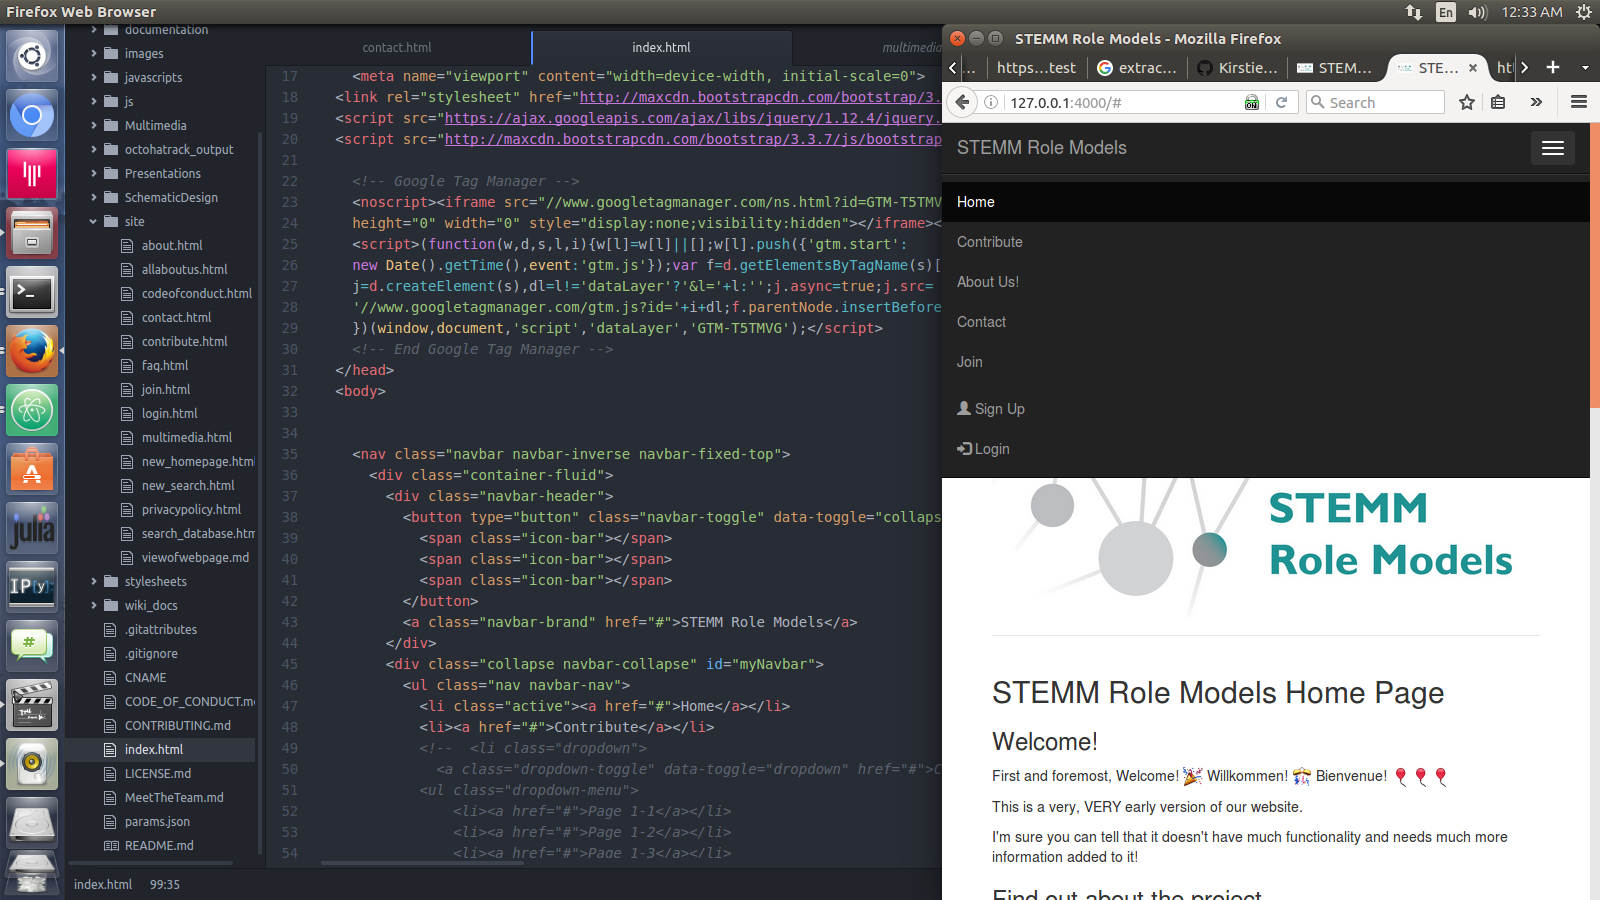 Firefox Web Browser
En
12:33 AM
documentation
images
javascripts
js
Multimedia
octohatrack_output
Presentations
SchematicDesign
site
about.html
allaboutus.html
codeofconduct.html
contact.html
contribute.html
faq.html
join.html
login.html
multimedia.html
new_homepage.htm
new_search.html
privacypolicy.html
search_database.htm
viewofwebpage.md
stylesheets
wiki_docs
.gitattributes
.gitignore
CNAME
CODE_OF_CONDUCT.m
CONTRIBUTING.md
index.html
LICENSE.md
MeetTheTeam.md
params.json
README.md
index.html 99:35
julia
IP[y]:
contact.html index.html multimedia
17 <meta name="viewport" content="width=device-width, initial-scale=0">
18 <link rel="stylesheet" href="http://maxcdn.bootstrapcdn.com/bootstrap/3.
19 <script src="https://ajax.googleapis.com/ajax/libs/jquery/1.12.4/jquery.
20 <script src="http://maxcdn.bootstrapcdn.com/bootstrap/3.3.7/js/bootstrap
21
22 <!-- Google Tag Manager -->
23 <noscript><iframe src="//www.googletagmanager.com/ns.html?id=GTM-T5TMV
24 height="0" width="0" style="display:none;visibility:hidden"></iframe><
25 <script>(function(w,d,s,l,i){w[l]=w[l]||[];w[l].push({'gtm.start':
26 new Date().getTime(),event:'gtm.js'});var f=d.getElementsByTagName(s)[
27 j=d.createElement(s),dl=l!='dataLayer'?'&l='+l:'';j.async=true;j.src=
28 '//www.googletagmanager.com/gtm.js?id='+i+dl;f.parentNode.insertBefore
29 })(window,document,'script','dataLayer','GTM-T5TMVG');</script>
30 <!-- End Google Tag Manager -->
31 </head>
32 <body>
33
34
35 <nav class="navbar navbar-inverse navbar-fixed-top">
36 <div class="container-fluid">
37 <div class="navbar-header">
38 <button type="button" class="navbar-toggle" data-toggle="collaps
39 <span class="icon-bar"></span>
40 <span class="icon-bar"></span>
41 <span class="icon-bar"></span>
42 </button>
43 <a class="navbar-brand" href="#">STEMM Role Models</a>
44 </div>
45 <div class="collapse navbar-collapse" id="myNavbar">
46 <ul class="nav navbar-nav">
47 <li class="active"><a href="#">Home</a></li>
48 <li><a href="#">Contribute</a></li>
49 <!-- <li class="dropdown">
50 <a class="dropdown-toggle" data-toggle="dropdown" href="#">C
51 <ul class="dropdown-menu">
52 <li><a href="#">Page 1-1</a></li>
53 <li><a href="#">Page 1-2</a></li>
54 <li><a href="#">Page 1-3</a></li>
STEMM Role Models - Mozilla Firefox
... https...test extrac... Kirstie... STEM... STE... ht
127.0.0.1:4000/#
Search
STEMM Role Models
Home
Contribute
About Us!
Contact
Join
Sign Up
Login
STEMM
Role Models
STEMM Role Models Home Page
Welcome!
First and foremost, Welcome! 🎉 Willkommen! 🎊 Bienvenue! 🎈🎈🎈
This is a very, VERY early version of our website.
I'm sure you can tell that it doesn't have much functionality and needs much more
information added to it!
Find out about the project